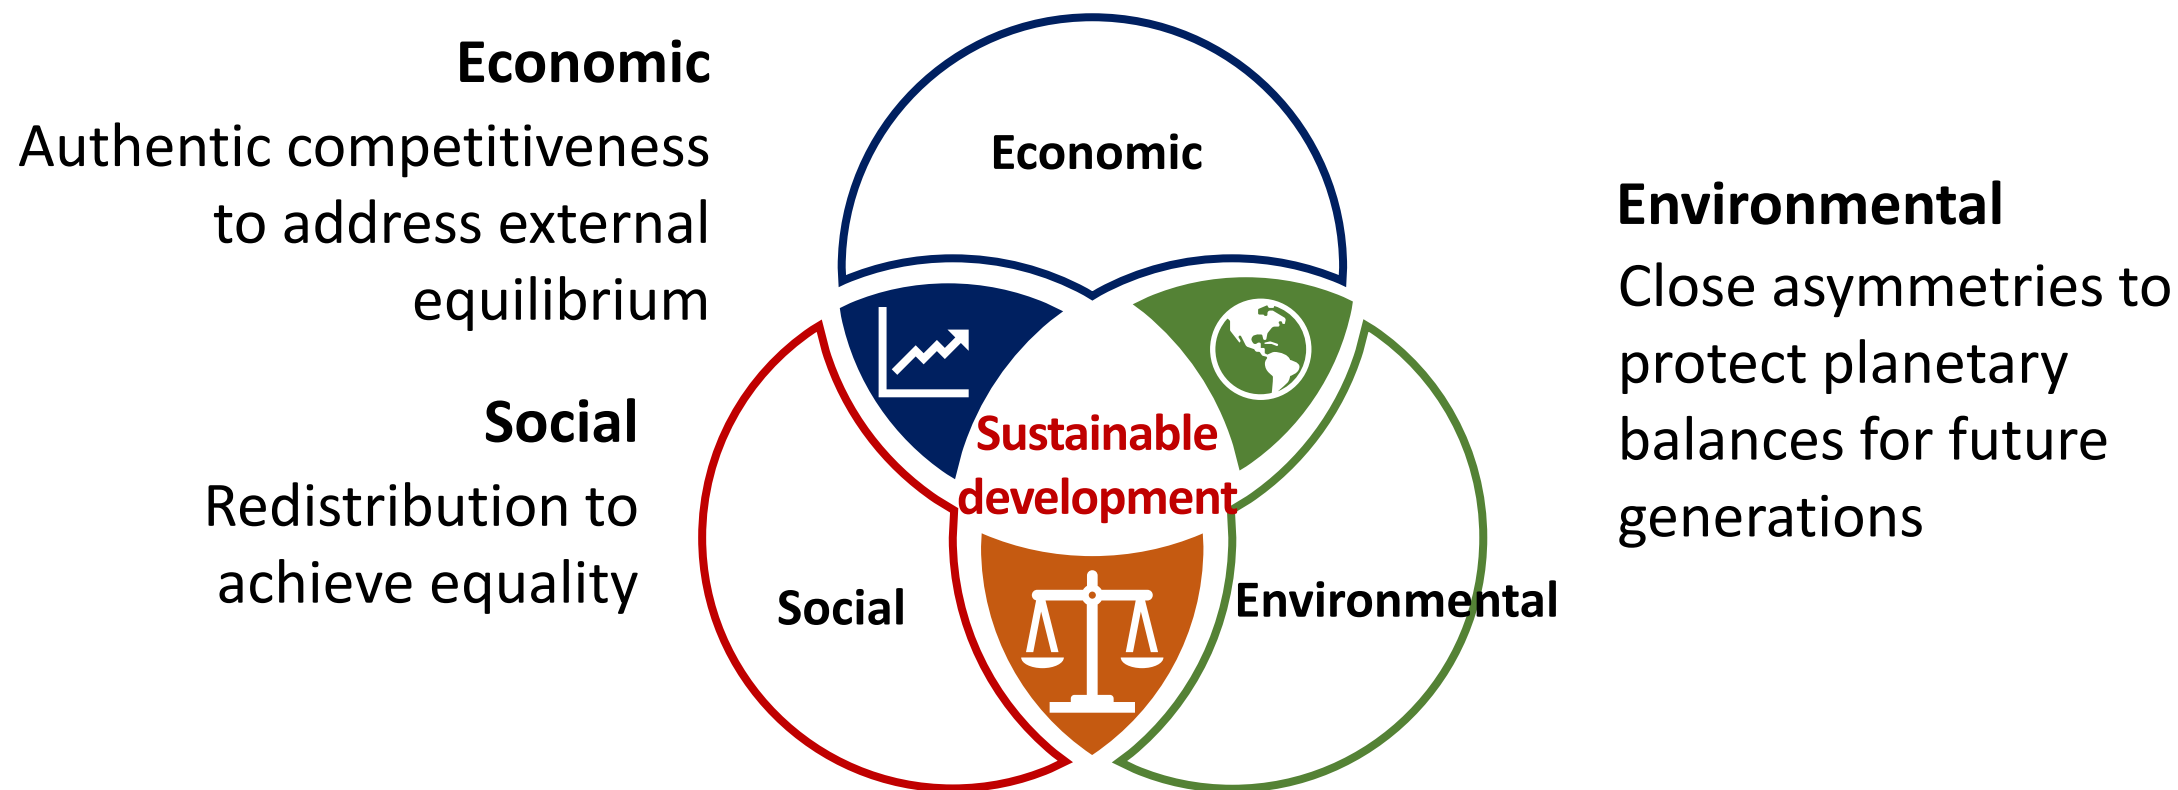 Economic
Authentic competitiveness
to address external
equilibrium
Social
Redistribution to
achieve equality
Economic
Sustainable
development
Social
Environmental
Environmental
Close asymmetries to
protect planetary
balances for future
generations